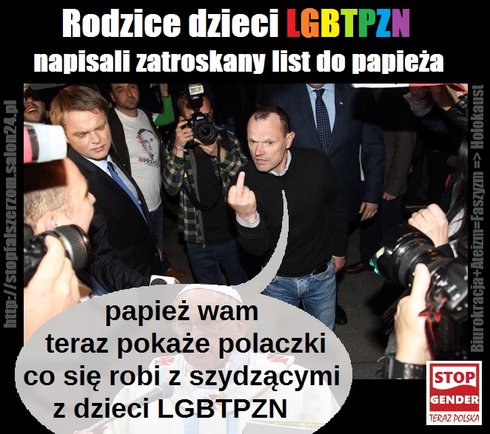 Rodzice dzieci LGBTPZN
napisali zatroskany list do papieża
http://stopfalszerzom.salon24.pl
Biurokracja+Ateizm=Faszyzm => Holokaust
papież wam
teraz pokaże polaczki
co się robi z szydzącymi
z dzieci LGBTPZN
STOP
GENDER
TERAZ POLSKA